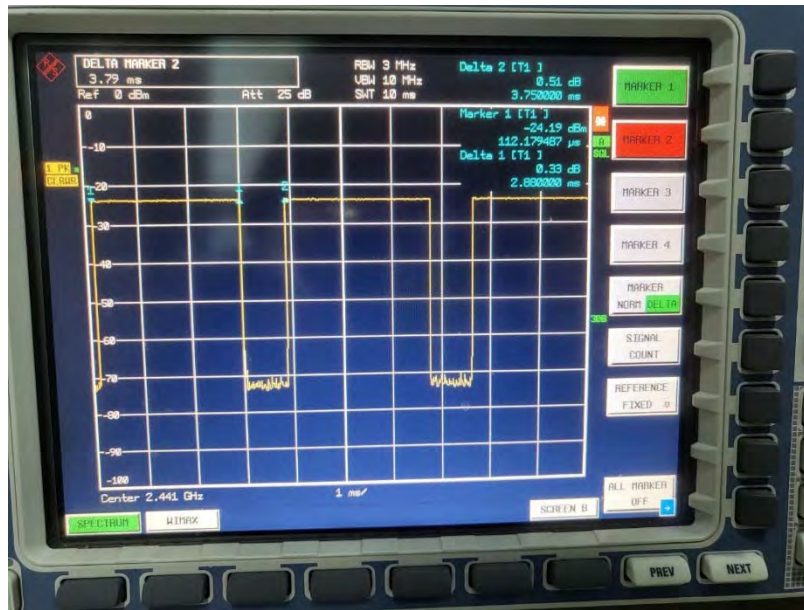 DELTA MARKER 2
3.79 ms
RBW 3 MHz
VBW 10 MHz
SWT 10 ms
Ref 0 dBm
Att 25 dB
Delta 2 [T1 ]
0.51 dB
3.750000 ms
Marker 1 [T1 ]
-24.19 dBm
112.179487 µs
Delta 1 [T1 ]
0.33 dB
2.880000 ms
1 PK
CLRWR
A
SGL
3DB
0
-10
-20
-30
-40
-50
-60
-70
-80
-90
-100
1
2
Center 2.441 GHz
1 ms/
SPECTRUM
WIMAX
SCREEN B
MARKER 1
MARKER 2
MARKER 3
MARKER 4
MARKER
NORM DELTA
SIGNAL
COUNT
REFERENCE
FIXED
ALL MARKER
OFF
PREV
NEXT